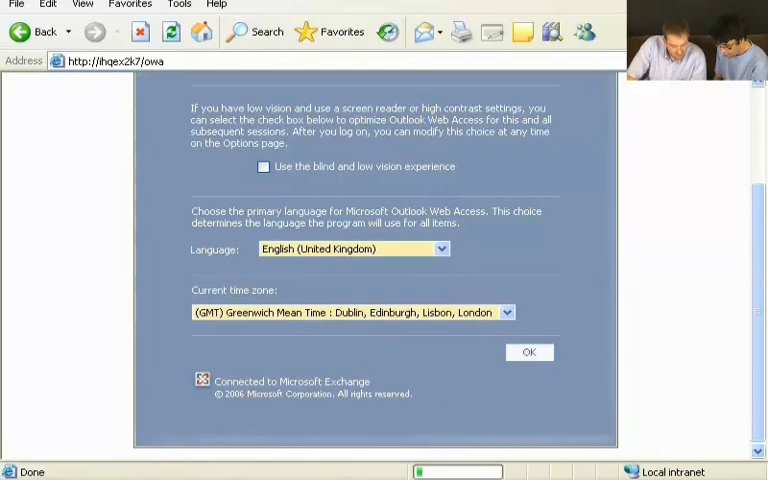 File Edit View Favorites Tools Help
Back Search Favorites
Address http://ihqex2k7/owa
If you have low vision and use a screen reader or high contrast settings, you
can select the check box below to optimize Outlook Web Access for this and all
subsequent sessions. After you log on, you can modify this choice at any time
on the Options page.
Use the blind and low vision experience
Choose the primary language for Microsoft Outlook Web Access. This choice
determines the language the program will use for all items.
Language: English (United Kingdom)
Current time zone:
(GMT) Greenwich Mean Time : Dublin, Edinburgh, Lisbon, London
OK
Connected to Microsoft Exchange
© 2006 Microsoft Corporation. All rights reserved.
Done Local intranet